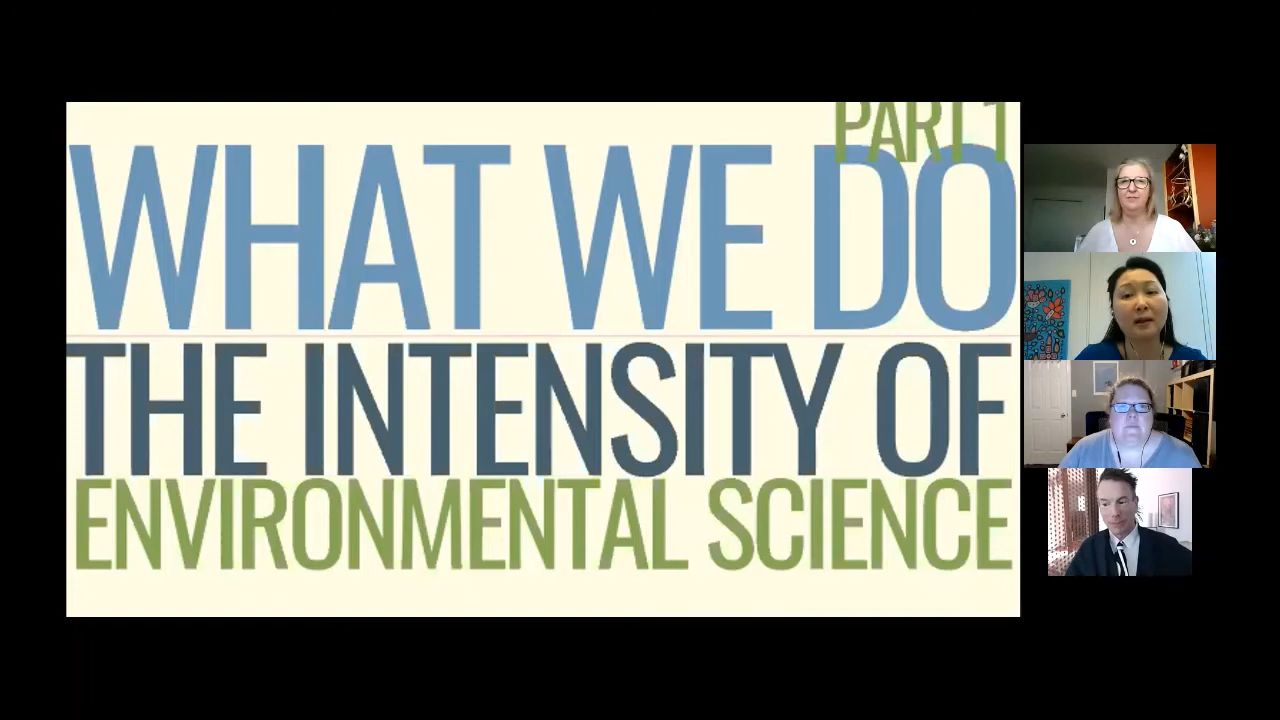 PART 1
WHAT WE DO
THE INTENSITY OF
ENVIRONMENTAL SCIENCE